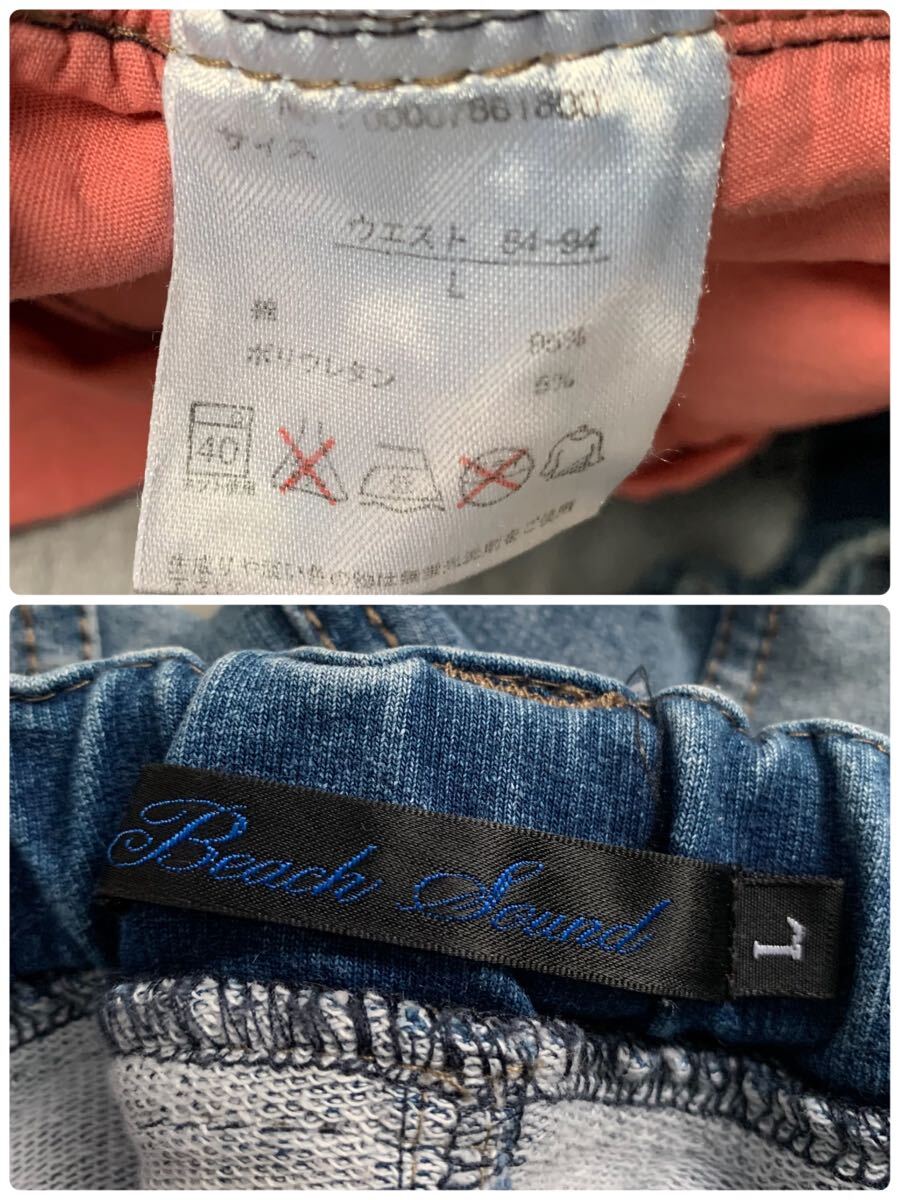 サイズ
ウエスト 84-94
L
綿 95%
ポリウレタン 5%
40
Beach Sound
L